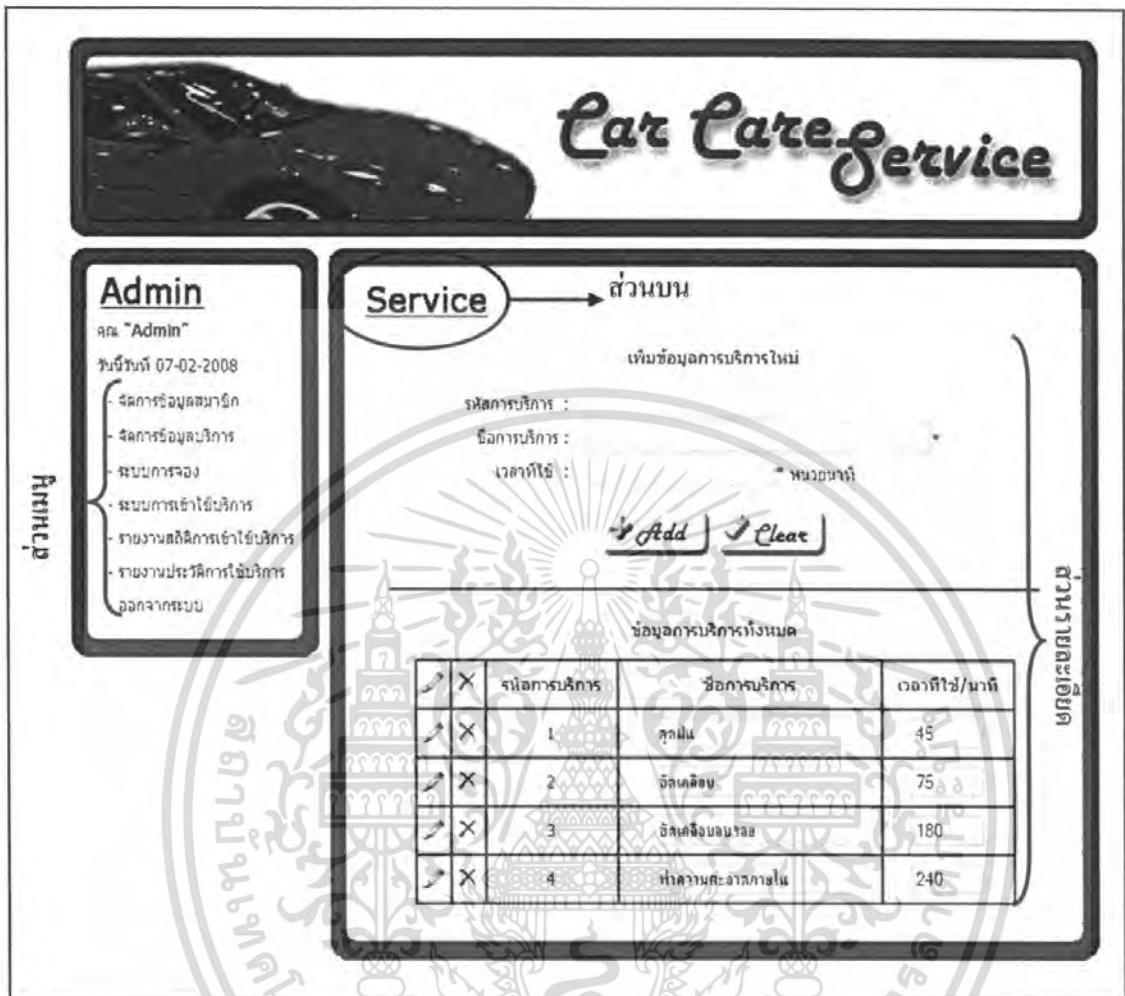 Car Care Service
Admin
คุณ "Admin"
วันนี้วันที่ 07-02-2008
- จัดการข้อมูลสมาชิก
- จัดการข้อมูลบริการ
- ระบบการจอง
- ระบบการเข้าใช้บริการ
- รายงานสถิติการเข้าใช้บริการ
- รายงานประวัติการใช้บริการ
ออกจากระบบ
Service
ส่วนบน
เพิ่มข้อมูลการบริการใหม่
รหัสการบริการ :
ชื่อการบริการ : *
เวลาที่ใช้ : * หน่วยนาที
Add Clear
ส่วนรายละเอียด
ข้อมูลการบริการทั้งหมด
รหัสการบริการ ชื่อการบริการ เวลาที่ใช้/นาที
1 ดูดฝุ่น 45
2 อัดเคลือบ 75
3 อัดเคลือบลบรอย 180
4 ทำความสะอาดภายใน 240